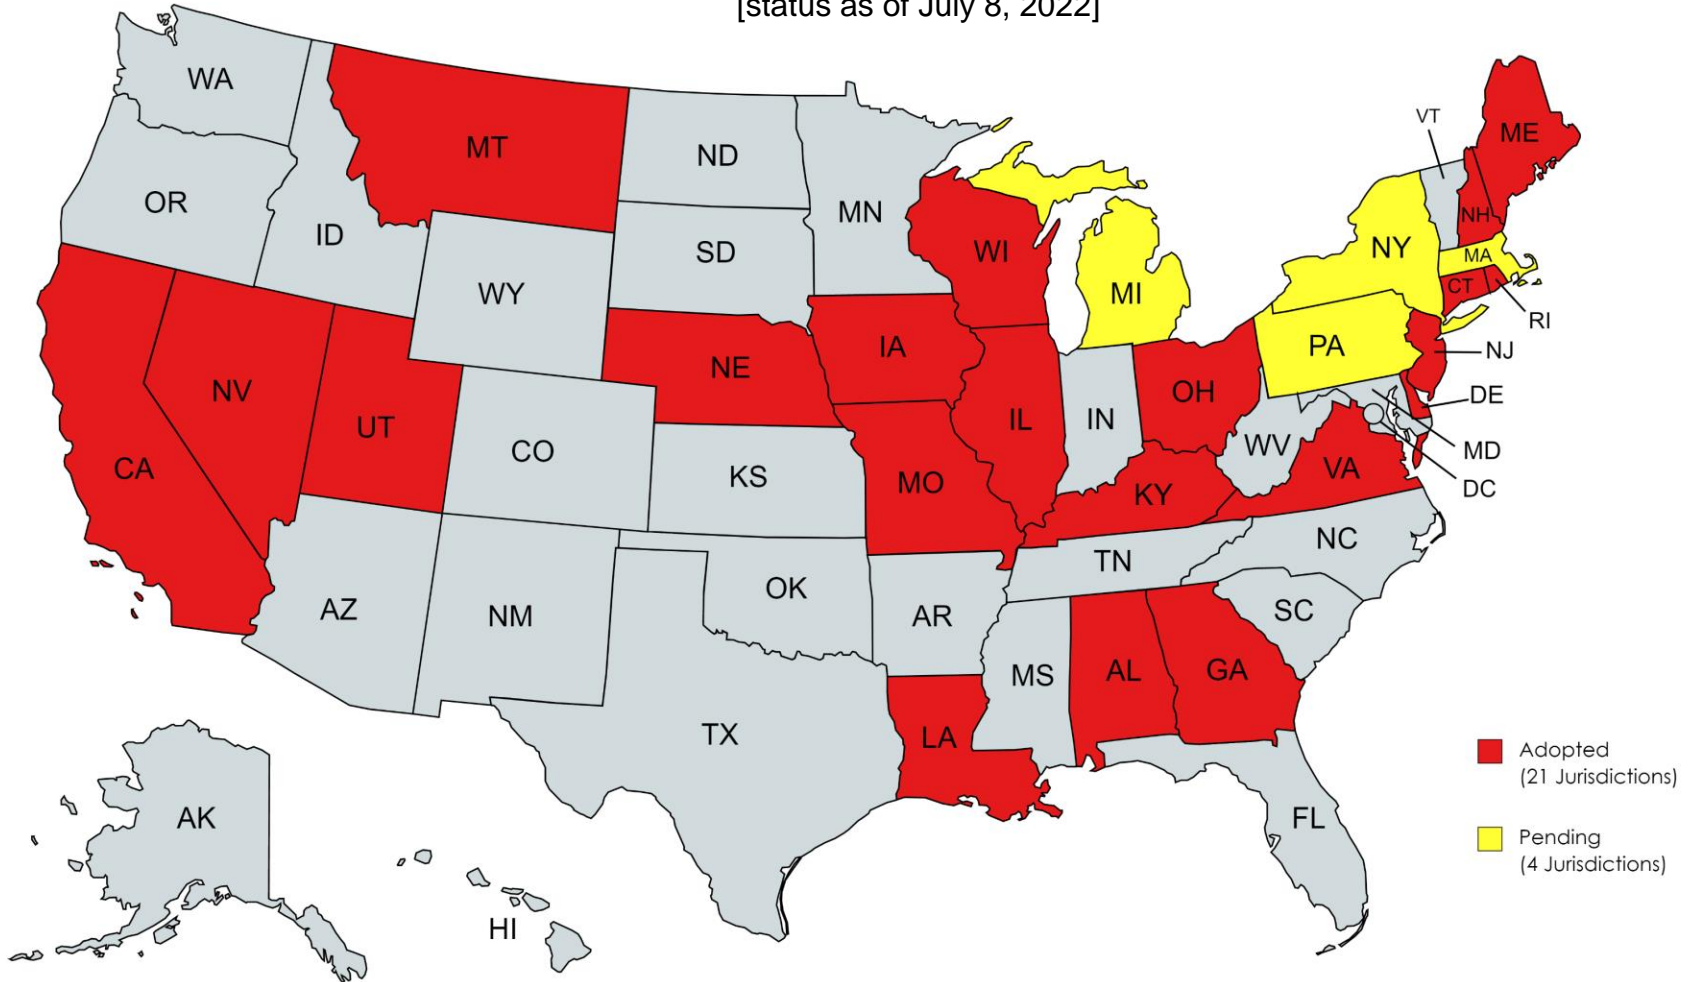 [status as of July 8, 2022]
WA
MT
ND
MN
VT
ME
OR
ID
SD
WI
MI
NY
NH
MA
CT
RI
WY
NE
IA
PA
NJ
NV
UT
CO
KS
MO
IL
IN
OH
DE
WV
VA
MD
DC
CA
KY
NC
TN
AZ
NM
OK
AR
SC
MS
AL
GA
TX
LA
FL
AK
HI
Adopted
(21 Jurisdictions)
Pending
(4 Jurisdictions)